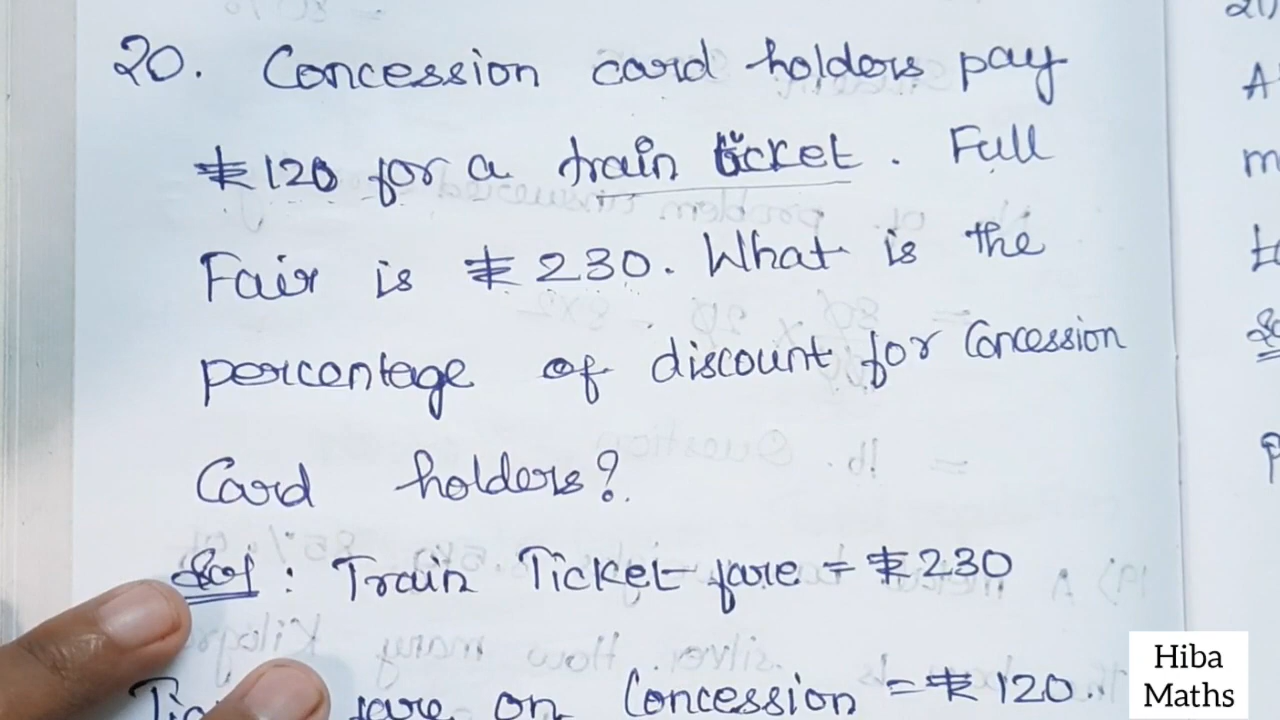 20. Concession card holders pay
₹120 for a train ticket. Full
Fair is ₹ 230. What is the
percentage of discount for Concession
Card holders?
Sol: Train Ticket fare = ₹230
fare on Concession = ₹ 120.
Hiba
Maths